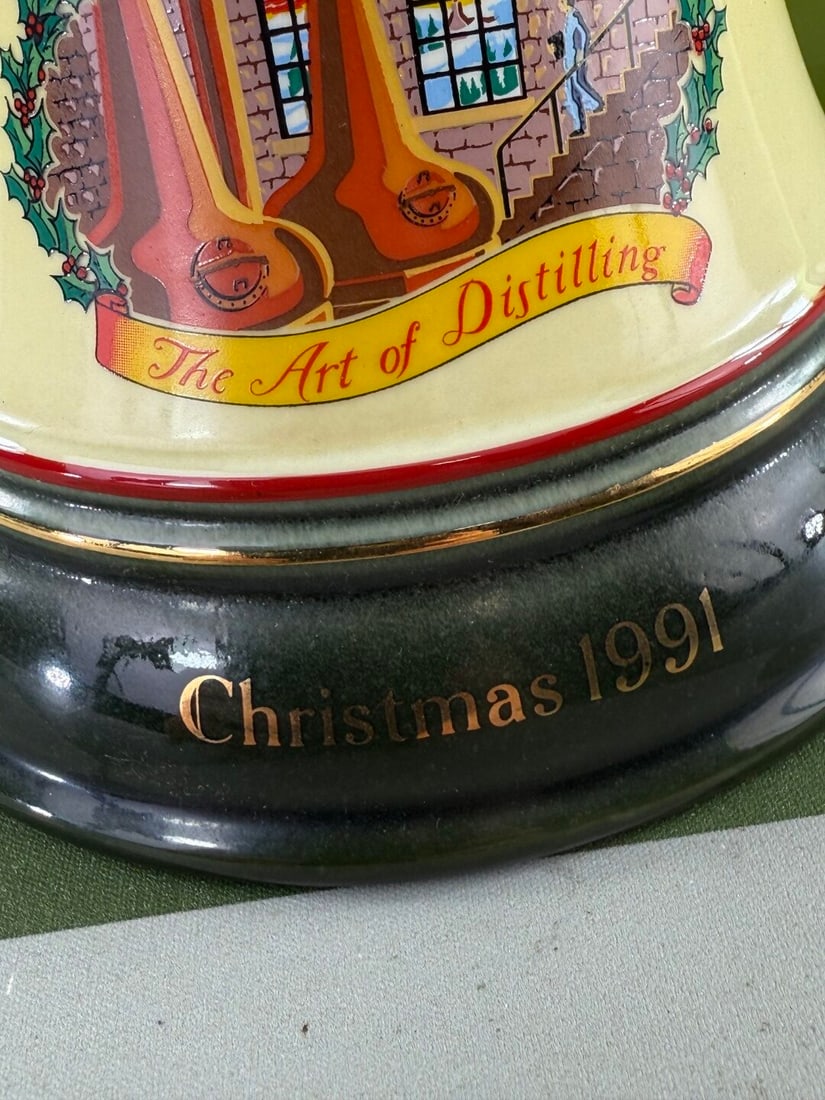 The Art of Distilling
Christmas 1991